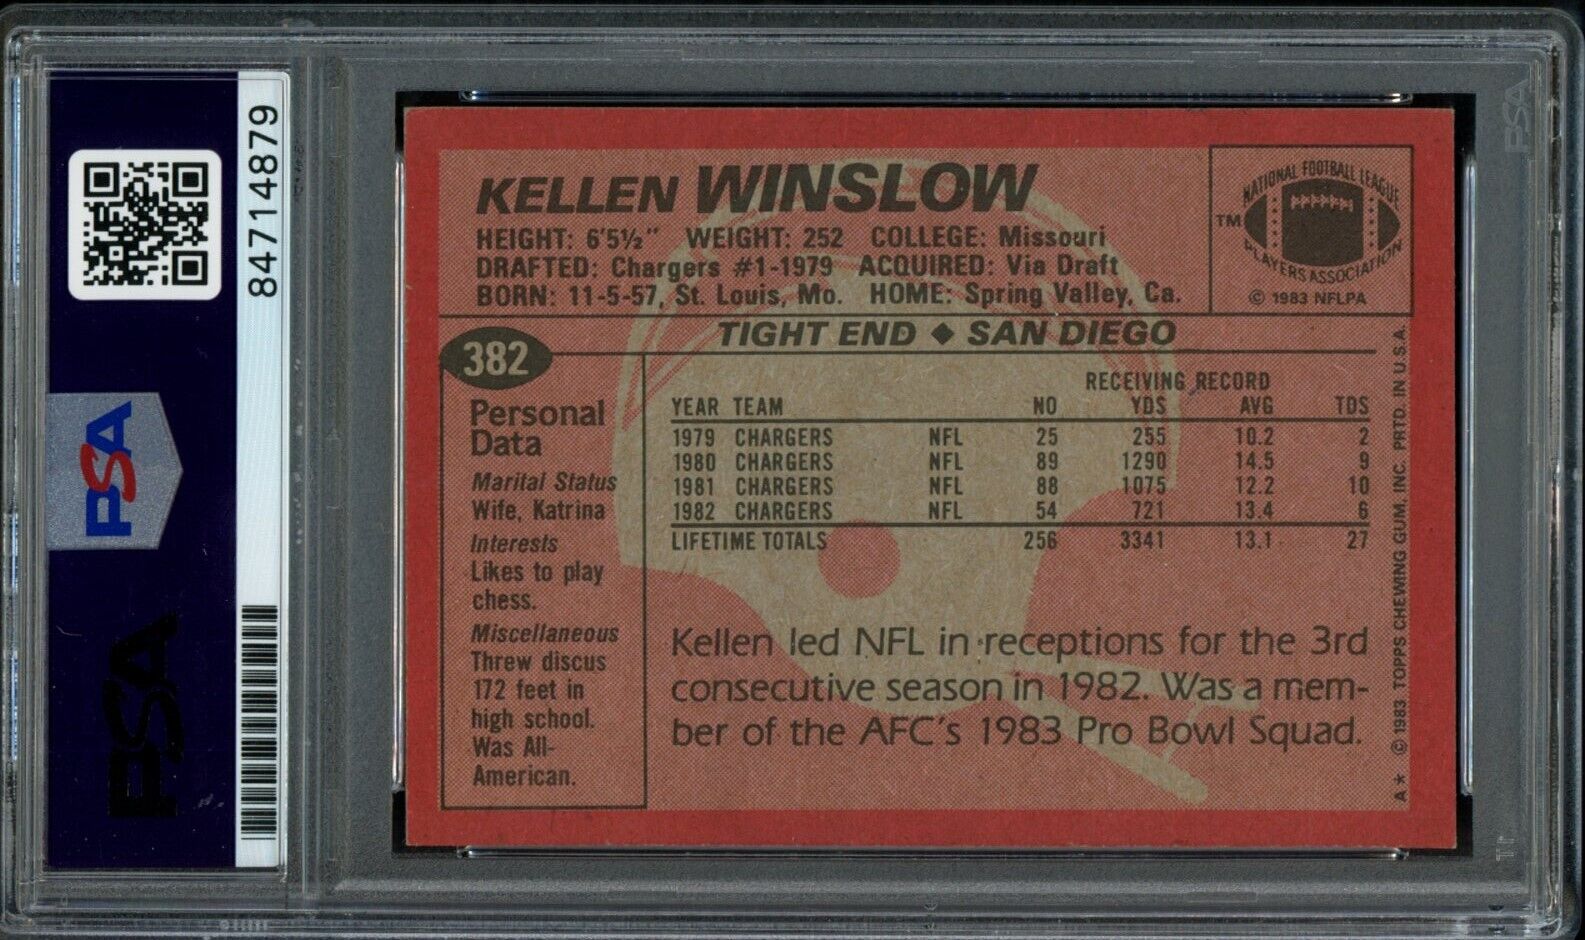 84714879
PSA
PSA
PSA
KELLEN WINSLOW
HEIGHT: 6'5½" WEIGHT: 252 COLLEGE: Missouri
DRAFTED: Chargers #1-1979 ACQUIRED: Via Draft
BORN: 11-5-57, St. Louis, Mo. HOME: Spring Valley, Ca.
NATIONAL FOOTBALL LEAGUE
TM
PLAYERS ASSOCIATION
© 1983 NFLPA
TIGHT END ◆ SAN DIEGO
382
Personal
Data
Marital Status
Wife, Katrina
Interests
Likes to play
chess.
Miscellaneous
Threw discus
172 feet in
high school.
Was All-
American.
RECEIVING RECORD
YEAR TEAM NO YDS AVG TDS
1979 CHARGERS NFL 25 255 10.2 2
1980 CHARGERS NFL 89 1290 14.5 9
1981 CHARGERS NFL 88 1075 12.2 10
1982 CHARGERS NFL 54 721 13.4 6
LIFETIME TOTALS 256 3341 13.1 27
Kellen led NFL in receptions for the 3rd
consecutive season in 1982. Was a mem-
ber of the AFC's 1983 Pro Bowl Squad.
A* © 1983 TOPPS CHEWING GUM, INC. PRTD. IN U.S.A.